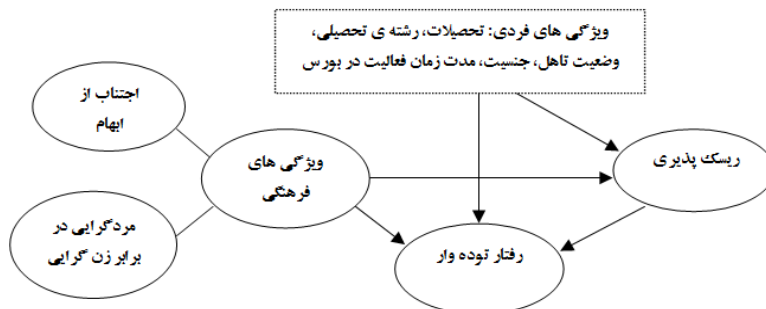 ویژگی های فردی: تحصیلات، رشته ی تحصیلی،
وضعیت تاهل، جنسیت، مدت زمان فعالیت در بورس
اجتناب از
ابهام
ویژگی های
فرهنگی
ریسک پذیری
مردگرایی در
برابر زن گرایی
رفتار توده وار